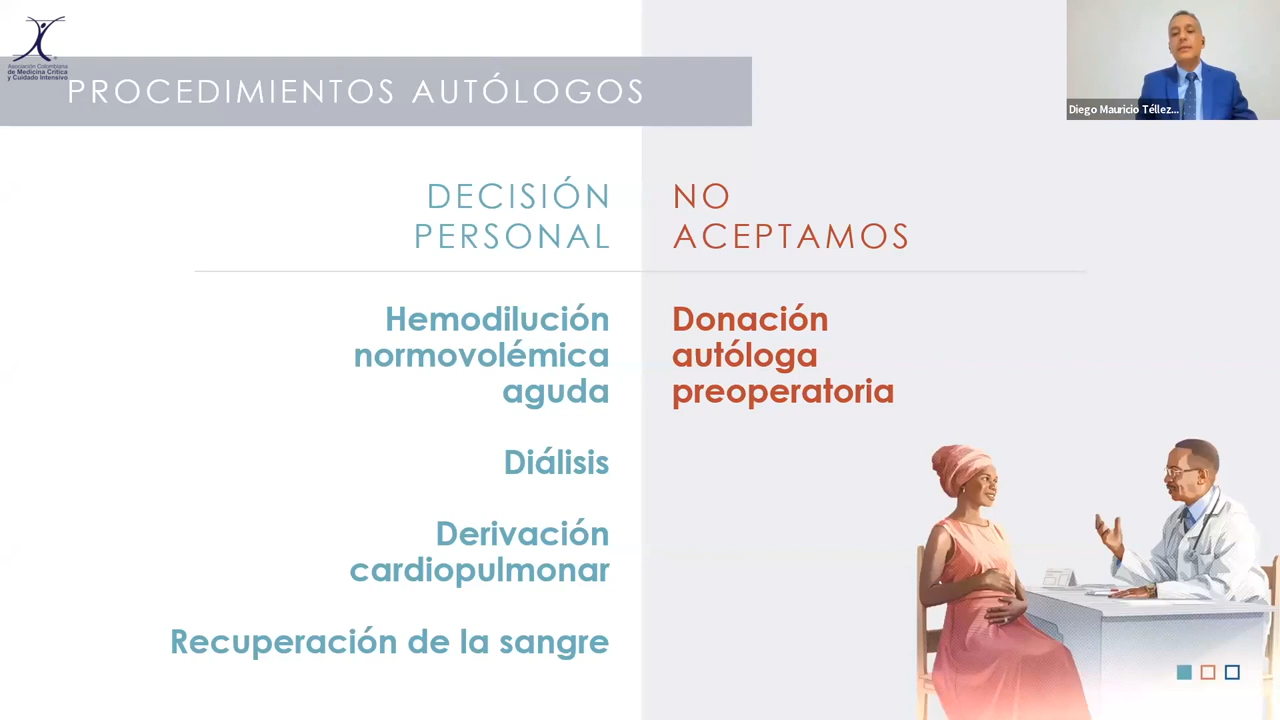 Asociación Colombiana
de Medicina Crítica
y Cuidado Intensivo
PROCEDIMIENTOS AUTÓLOGOS
Diego Mauricio Téllez...
DECISIÓN
PERSONAL
Hemodilución
normovolémica
aguda
Diálisis
Derivación
cardiopulmonar
Recuperación de la sangre
NO
ACEPTAMOS
Donación
autóloga
preoperatoria